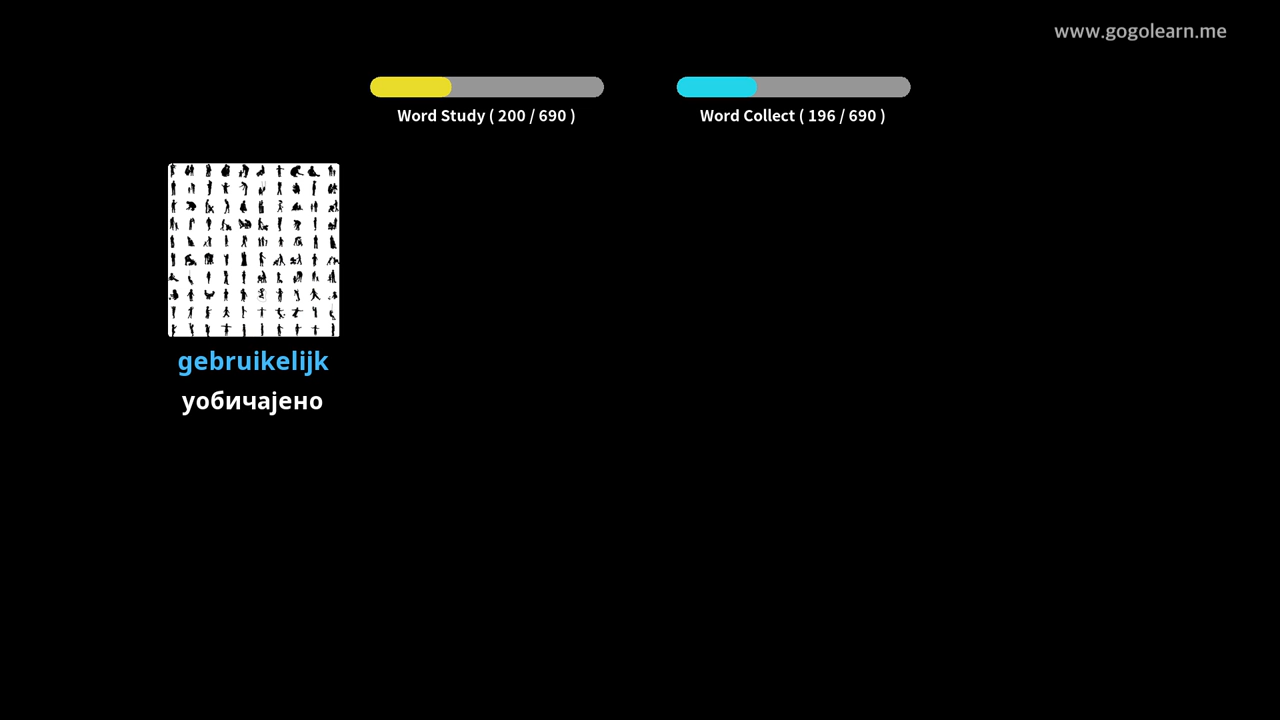 www.gogolearn.me
Word Study ( 200 / 690 )
Word Collect ( 196 / 690 )
gebruikelijk
уобичајено